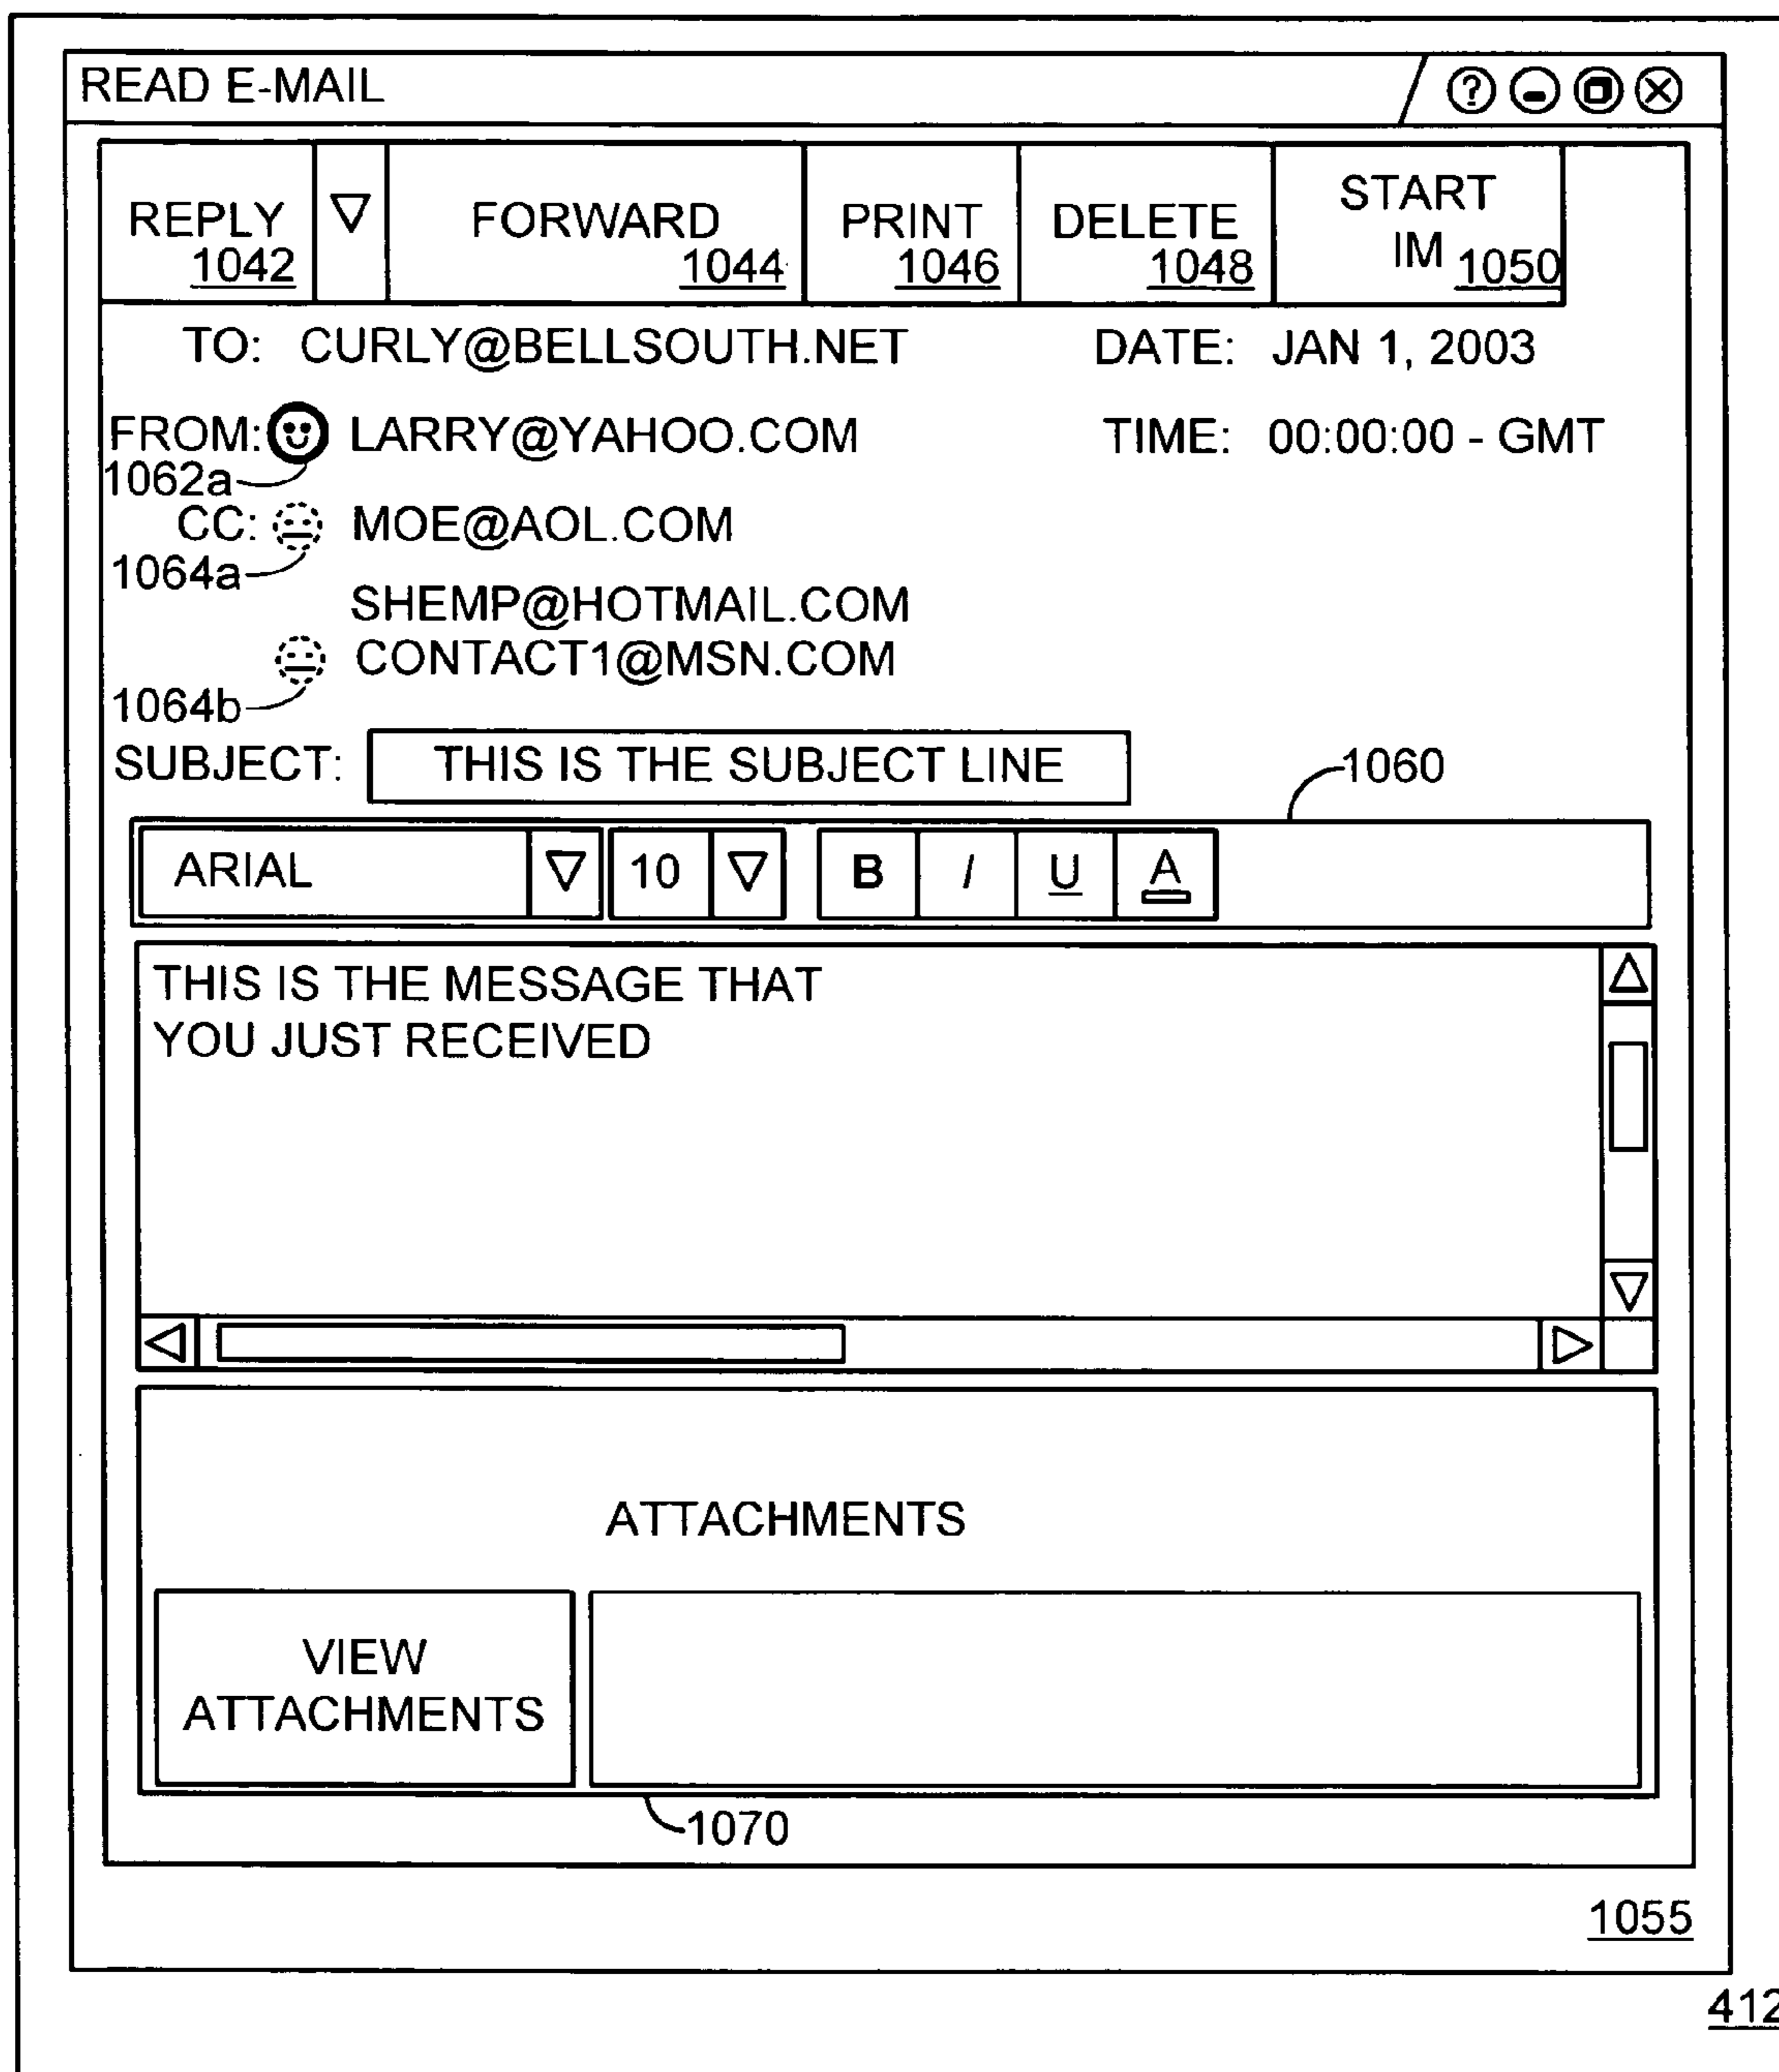 READ E-MAIL ?
REPLY 1042
FORWARD 1044
PRINT 1046
DELETE 1048
START
IM 1050
TO: CURLY@BELLSOUTH.NET DATE: JAN 1, 2003
FROM: LARRY@YAHOO.COM TIME: 00:00:00 - GMT
1062a
CC: MOE@AOL.COM
1064a
SHEMP@HOTMAIL.COM
CONTACT1@MSN.COM
1064b
SUBJECT: THIS IS THE SUBJECT LINE
1060
ARIAL 10 B I U A
THIS IS THE MESSAGE THAT
YOU JUST RECEIVED
ATTACHMENTS
VIEW
ATTACHMENTS
1070
1055
412